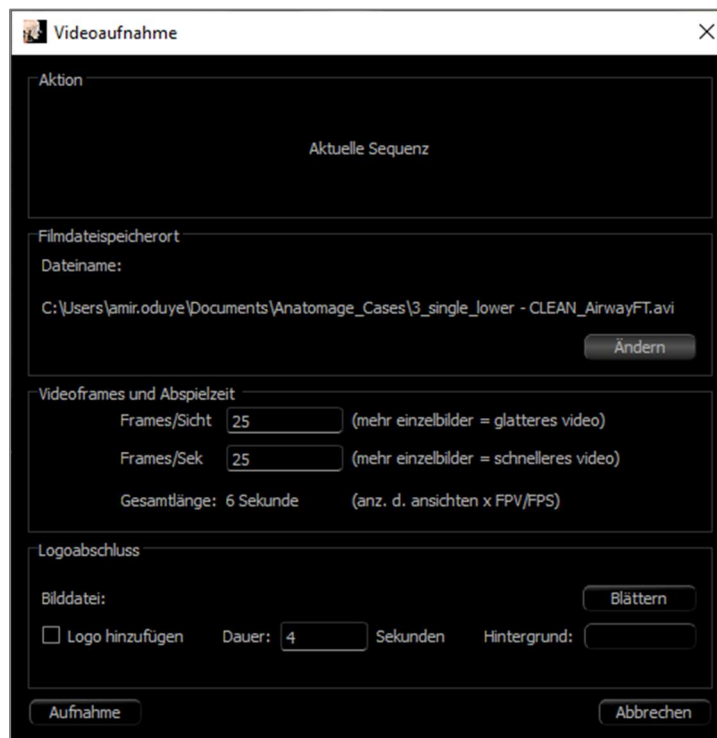 Videoaufnahme
Aktion
Aktuelle Sequenz
Filmdateispeicherort
Dateiname:
C:\Users\amir.oduye\Documents\Anatomage_Cases\3_single_lower - CLEAN_AirwayFT.avi
Ändern
Videoframes und Abspielzeit
Frames/Sicht 25 (mehr einzelbilder = glatteres video)
Frames/Sek 25 (mehr einzelbilder = schnelleres video)
Gesamtlänge: 6 Sekunde (anz. d. ansichten x FPV/FPS)
Logoabschluss
Bilddatei: Blättern
Logo hinzufügen Dauer: 4 Sekunden Hintergrund:
Aufnahme Abbrechen